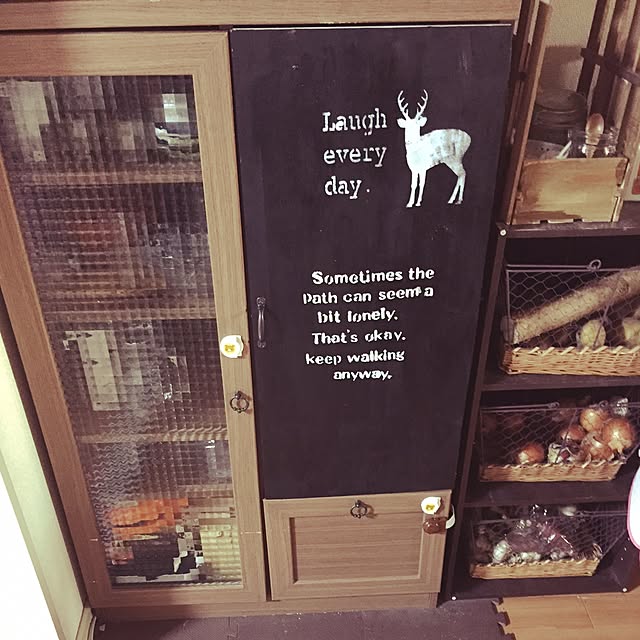 Laugh
every
day.
Sometimes the
path can seem a
bit lonely.
That's okay.
keep walking
anyway.